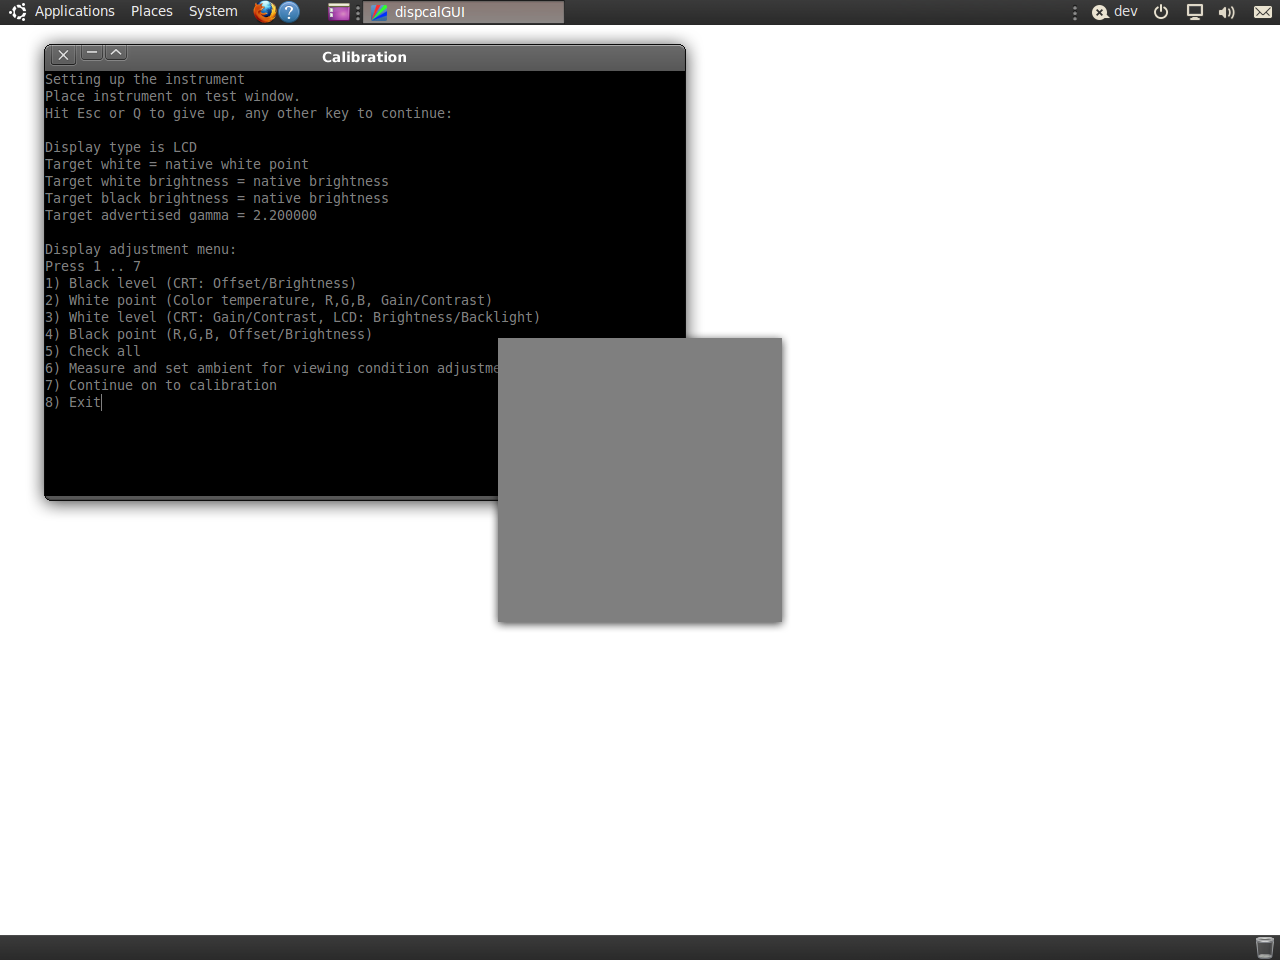 Applications Places System dispcalGUI dev
Calibration
Setting up the instrument
Place instrument on test window.
Hit Esc or Q to give up, any other key to continue:
Display type is LCD
Target white = native white point
Target white brightness = native brightness
Target black brightness = native brightness
Target advertised gamma = 2.200000
Display adjustment menu:
Press 1 .. 7
1) Black level (CRT: Offset/Brightness)
2) White point (Color temperature, R,G,B, Gain/Contrast)
3) White level (CRT: Gain/Contrast, LCD: Brightness/Backlight)
4) Black point (R,G,B, Offset/Brightness)
5) Check all
6) Measure and set ambient for viewing condition adjustme
7) Continue on to calibration
8) Exit